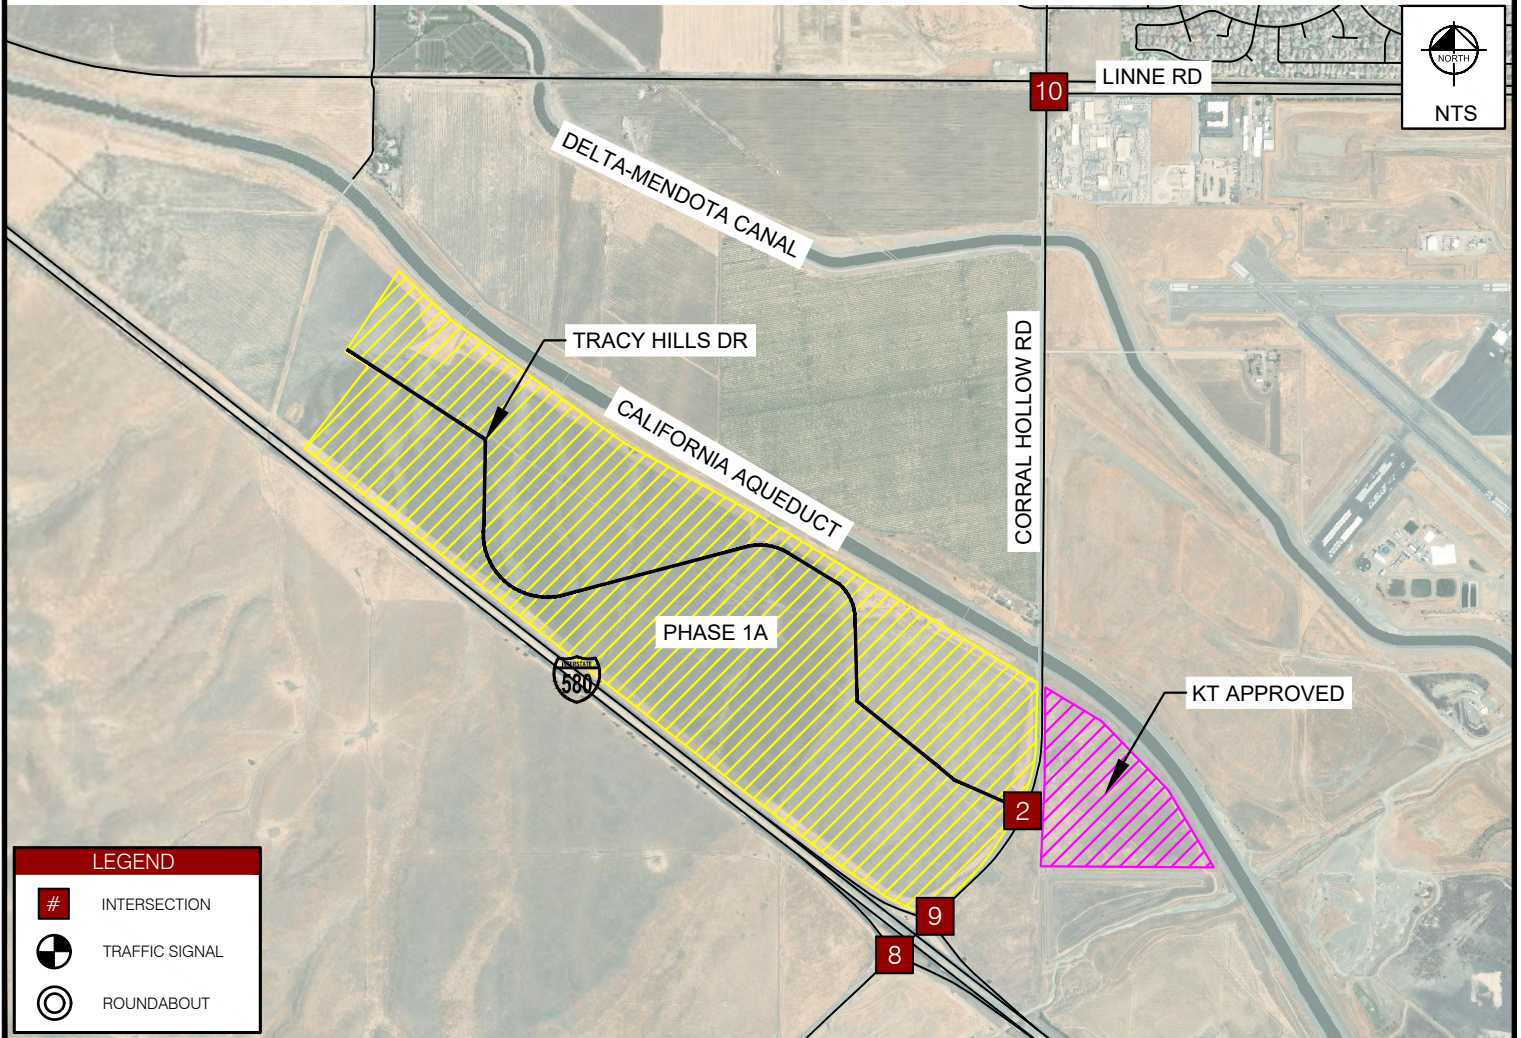 NORTH
NTS
10
LINNE RD
DELTA-MENDOTA CANAL
TRACY HILLS DR
CORRAL HOLLOW RD
CALIFORNIA AQUEDUCT
PHASE 1A
INTERSTATE
580
KT APPROVED
2
9
8
LEGEND
# INTERSECTION
TRAFFIC SIGNAL
ROUNDABOUT